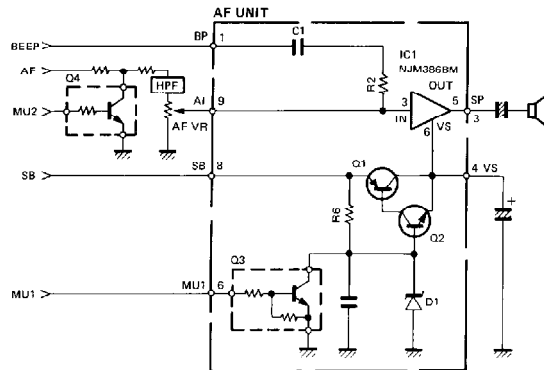 AF UNIT
BEEP
BP
1
C1
IC1
NJM386BM
OUT
AF
Q4
HPF
R2
MU2
AI
9
AF VR
3
IN
5
SP
3
6
VS
SB
SB
8
Q1
4 VS
+
R6
Q2
Q3
MU1
MU1
6
D1